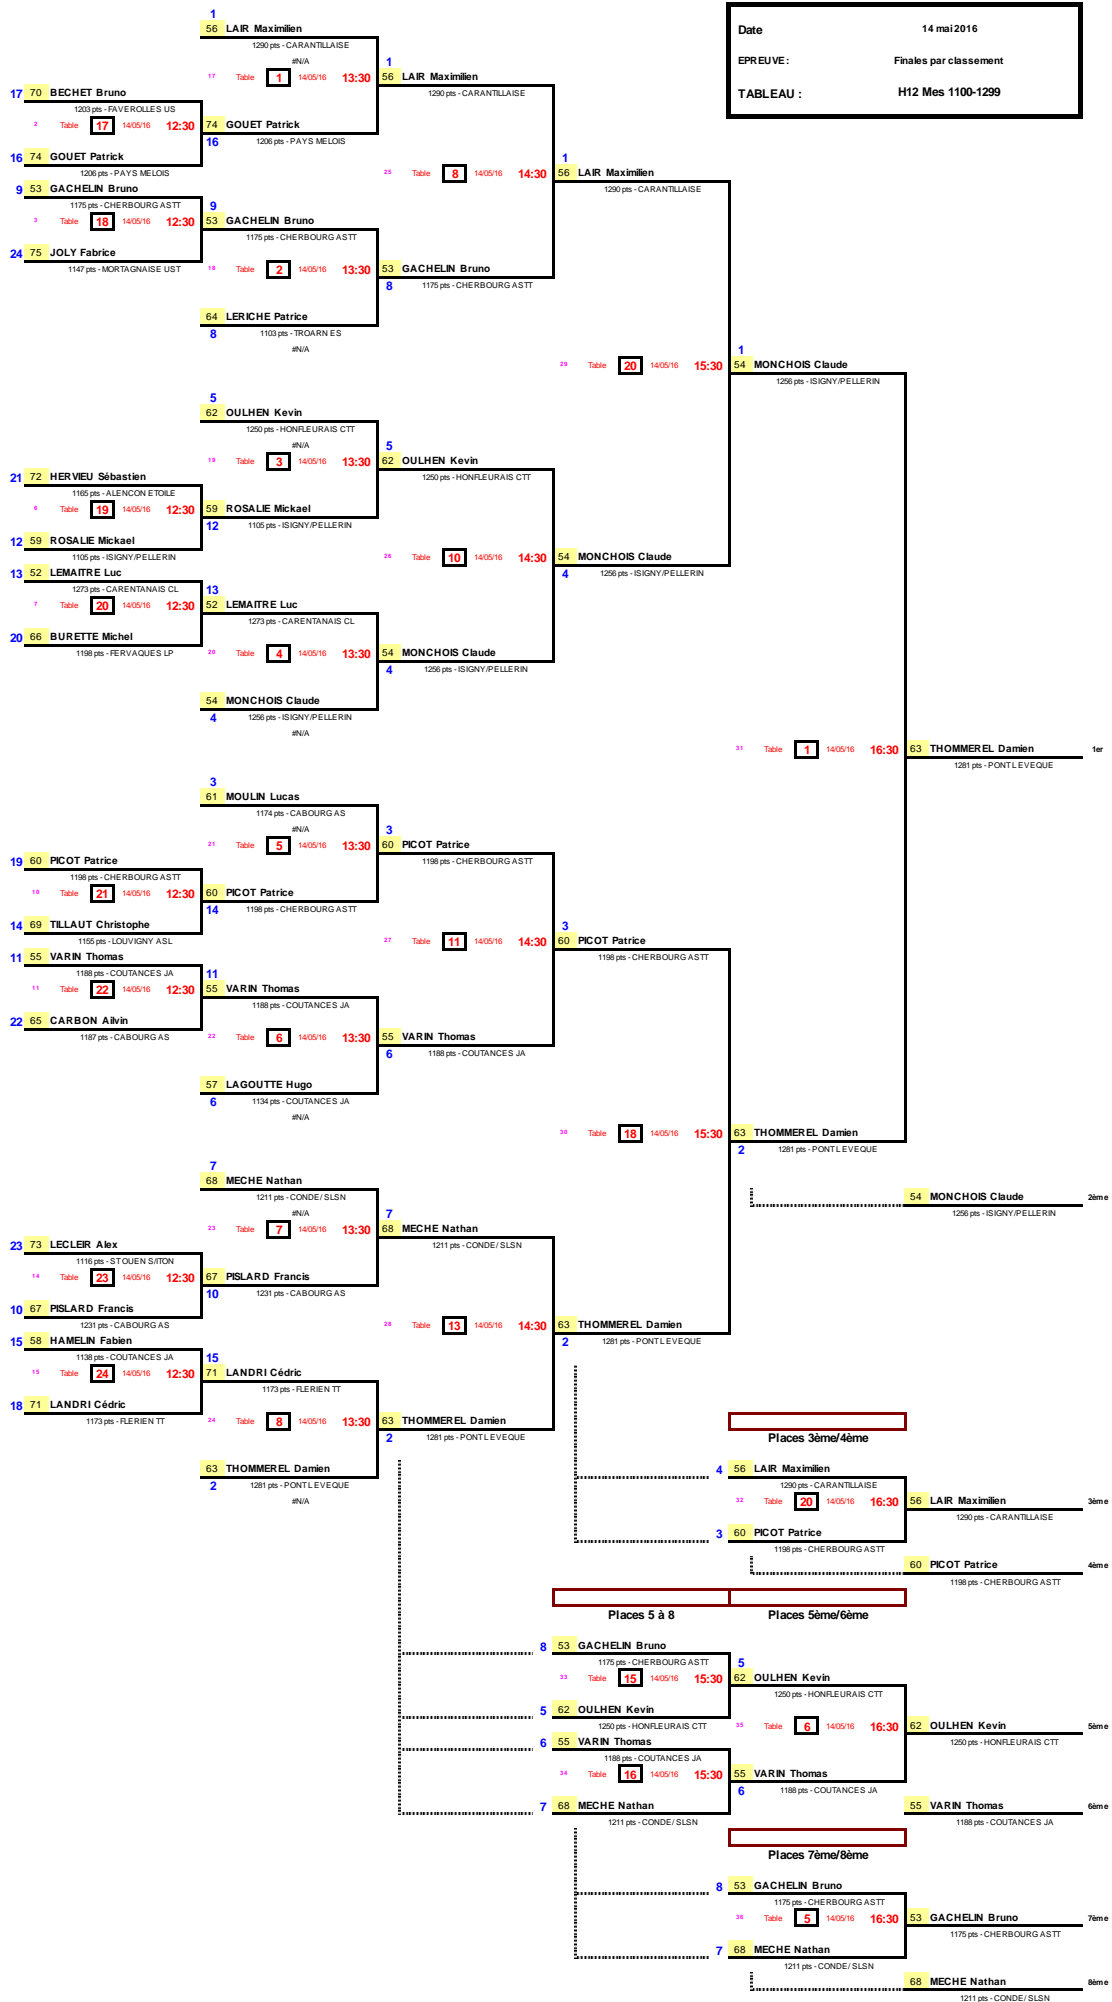 Date 14 mai 2016
EPREUVE : Finales par classement
TABLEAU : H12 Mes 1100-1299
1
56 LAIR Maximilien
1290 pts - CARANTILLAISE
#N/A
17 Table 1 14/05/16 13:30
1
56 LAIR Maximilien
1290 pts - CARANTILLAISE
17 70 BECHET Bruno
1203 pts - FAVEROLLES US
2 Table 17 14/05/16 12:30
74 GOUET Patrick
16
1206 pts - PAYS MELOIS
16 74 GOUET Patrick
1206 pts - PAYS MELOIS
25 Table 8 14/05/16 14:30
1
56 LAIR Maximilien
1290 pts - CARANTILLAISE
9 53 GACHELIN Bruno
1175 pts - CHERBOURG ASTT
3 Table 18 14/05/16 12:30
9
53 GACHELIN Bruno
1175 pts - CHERBOURG ASTT
24 75 JOLY Fabrice
1147 pts - MORTAGNAISE UST
18 Table 2 14/05/16 13:30
53 GACHELIN Bruno
8
1175 pts - CHERBOURG ASTT
64 LERICHE Patrice
8
1103 pts - TROARN ES
#N/A
29 Table 20 14/05/16 15:30
1
54 MONCHOIS Claude
1256 pts - ISIGNY/PELLERIN
5
62 OULHEN Kevin
1250 pts - HONFLEURAIS CTT
#N/A
19 Table 3 14/05/16 13:30
5
62 OULHEN Kevin
1250 pts - HONFLEURAIS CTT
21 72 HERVIEU Sébastien
1165 pts - ALENCON ETOILE
6 Table 19 14/05/16 12:30
59 ROSALIE Mickael
12
1105 pts - ISIGNY/PELLERIN
12 59 ROSALIE Mickael
1105 pts - ISIGNY/PELLERIN
26 Table 10 14/05/16 14:30
54 MONCHOIS Claude
4
1256 pts - ISIGNY/PELLERIN
13 52 LEMAITRE Luc
1273 pts - CARENTANAIS CL
7 Table 20 14/05/16 12:30
13
52 LEMAITRE Luc
1273 pts - CARENTANAIS CL
20 66 BURETTE Michel
1198 pts - FERVAQUES LP
20 Table 4 14/05/16 13:30
54 MONCHOIS Claude
4
1256 pts - ISIGNY/PELLERIN
54 MONCHOIS Claude
4
1256 pts - ISIGNY/PELLERIN
#N/A
31 Table 1 14/05/16 16:30
63 THOMMEREL Damien 1er
1281 pts - PONT L EVEQUE
3
61 MOULIN Lucas
1174 pts - CABOURG AS
#N/A
21 Table 5 14/05/16 13:30
3
60 PICOT Patrice
1198 pts - CHERBOURG ASTT
19 60 PICOT Patrice
1198 pts - CHERBOURG ASTT
10 Table 21 14/05/16 12:30
60 PICOT Patrice
14
1198 pts - CHERBOURG ASTT
14 69 TILLAUT Christophe
1155 pts - LOUVIGNY ASL
27 Table 11 14/05/16 14:30
3
60 PICOT Patrice
1198 pts - CHERBOURG ASTT
11 55 VARIN Thomas
1188 pts - COUTANCES JA
11 Table 22 14/05/16 12:30
11
55 VARIN Thomas
1188 pts - COUTANCES JA
22 65 CARBON Ailvin
1187 pts - CABOURG AS
22 Table 6 14/05/16 13:30
55 VARIN Thomas
6
1188 pts - COUTANCES JA
57 LAGOUTTE Hugo
6
1134 pts - COUTANCES JA
#N/A
30 Table 18 14/05/16 15:30
63 THOMMEREL Damien
2
1281 pts - PONT L EVEQUE
7
68 MECHE Nathan
1211 pts - CONDE / SLSN
#N/A
54 MONCHOIS Claude 2ème
1256 pts - ISIGNY/PELLERIN
23 Table 7 14/05/16 13:30
7
68 MECHE Nathan
1211 pts - CONDE / SLSN
23 73 LECLEIR Alex
1116 pts - ST OUEN S/ITON
14 Table 23 14/05/16 12:30
67 PISLARD Francis
10
1231 pts - CABOURG AS
10 67 PISLARD Francis
1231 pts - CABOURG AS
28 Table 13 14/05/16 14:30
63 THOMMEREL Damien
2
1281 pts - PONT L EVEQUE
15 58 HAMELIN Fabien
1138 pts - COUTANCES JA
15 Table 24 14/05/16 12:30
15
71 LANDRI Cédric
1173 pts - FLERIEN TT
18 71 LANDRI Cédric
1173 pts - FLERIEN TT
24 Table 8 14/05/16 13:30
63 THOMMEREL Damien
2
1281 pts - PONT L EVEQUE
63 THOMMEREL Damien
2
1281 pts - PONT L EVEQUE
#N/A
Places 3ème/4ème
4 56 LAIR Maximilien
1290 pts - CARANTILLAISE
32 Table 20 14/05/16 16:30
56 LAIR Maximilien 3ème
1290 pts - CARANTILLAISE
3 60 PICOT Patrice
1198 pts - CHERBOURG ASTT
60 PICOT Patrice 4ème
1198 pts - CHERBOURG ASTT
Places 5 à 8 Places 5ème/6ème
8 53 GACHELIN Bruno
1175 pts - CHERBOURG ASTT
33 Table 15 14/05/16 15:30
5
62 OULHEN Kevin
1250 pts - HONFLEURAIS CTT
5 62 OULHEN Kevin
1250 pts - HONFLEURAIS CTT
35 Table 6 14/05/16 16:30
62 OULHEN Kevin 5ème
1250 pts - HONFLEURAIS CTT
6 55 VARIN Thomas
1188 pts - COUTANCES JA
34 Table 16 14/05/16 15:30
55 VARIN Thomas
6
1188 pts - COUTANCES JA
7 68 MECHE Nathan
1211 pts - CONDE / SLSN
55 VARIN Thomas 6ème
1188 pts - COUTANCES JA
Places 7ème/8ème
8 53 GACHELIN Bruno
1175 pts - CHERBOURG ASTT
36 Table 5 14/05/16 16:30
53 GACHELIN Bruno 7ème
1175 pts - CHERBOURG ASTT
7 68 MECHE Nathan
1211 pts - CONDE / SLSN
68 MECHE Nathan 8ème
1211 pts - CONDE / SLSN